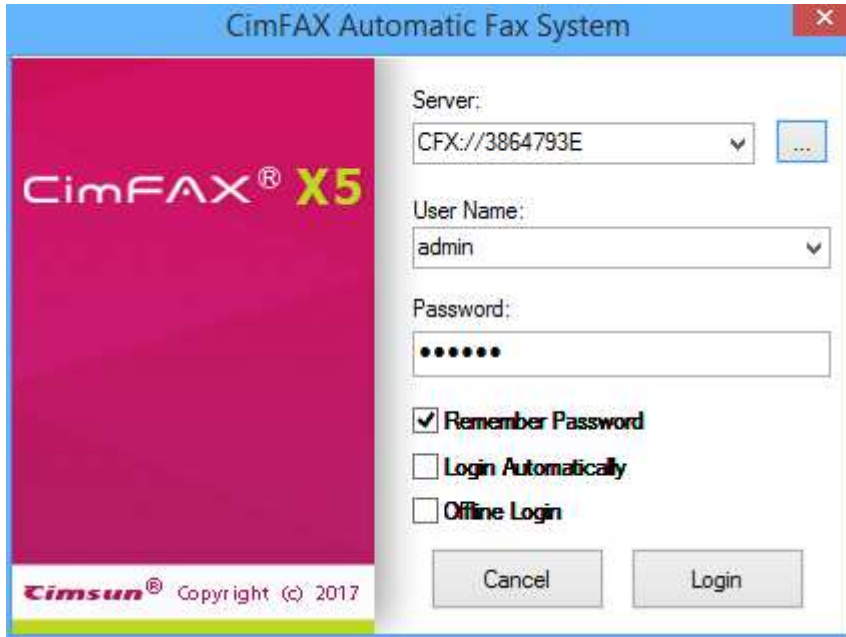 CimFAX Automatic Fax System
CimFAX® X5
Server:
CFX://3864793E
...
User Name:
admin
Password:
••••••
Remember Password
Login Automatically
Offline Login
Cancel
Login
Cimsun® Copyright (c) 2017